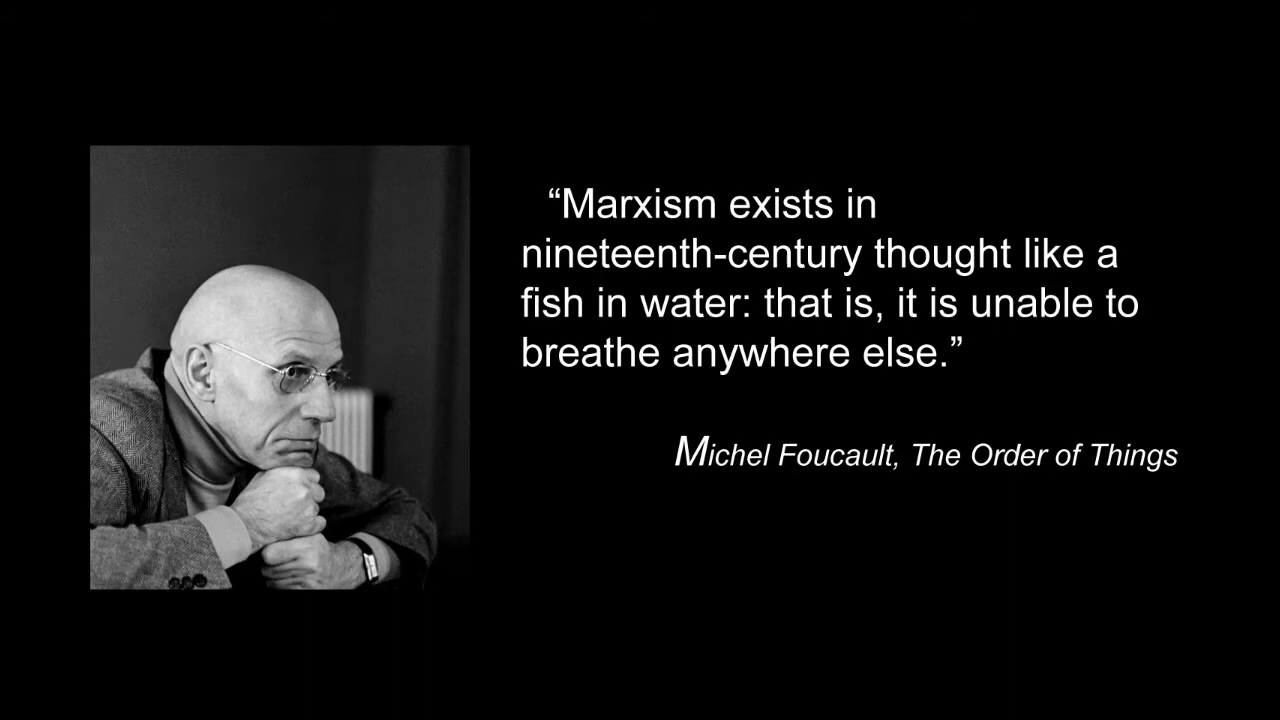 “Marxism exists in
nineteenth-century thought like a
fish in water: that is, it is unable to
breathe anywhere else.”
Michel Foucault, The Order of Things